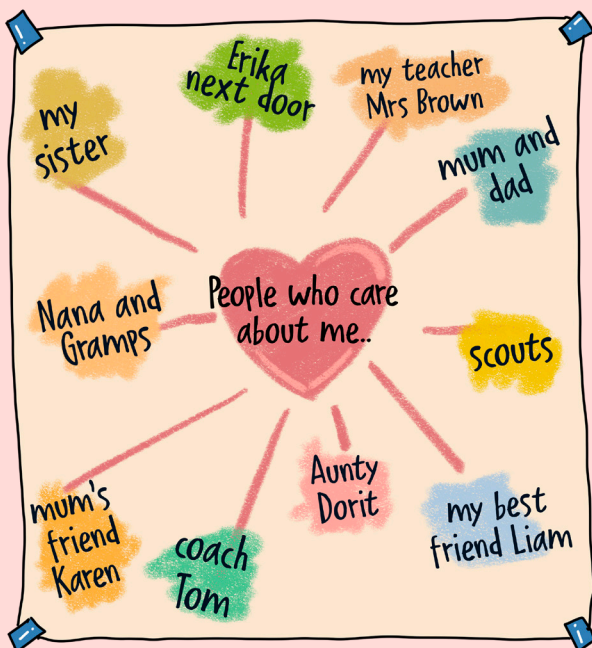 my
sister
Erika
next door
my teacher
Mrs Brown
mum and
dad
People who care
about me..
Nana and
Gramps
scouts
mum's
friend
Karen
coach
Tom
Aunty
Dorit
my best
friend Liam